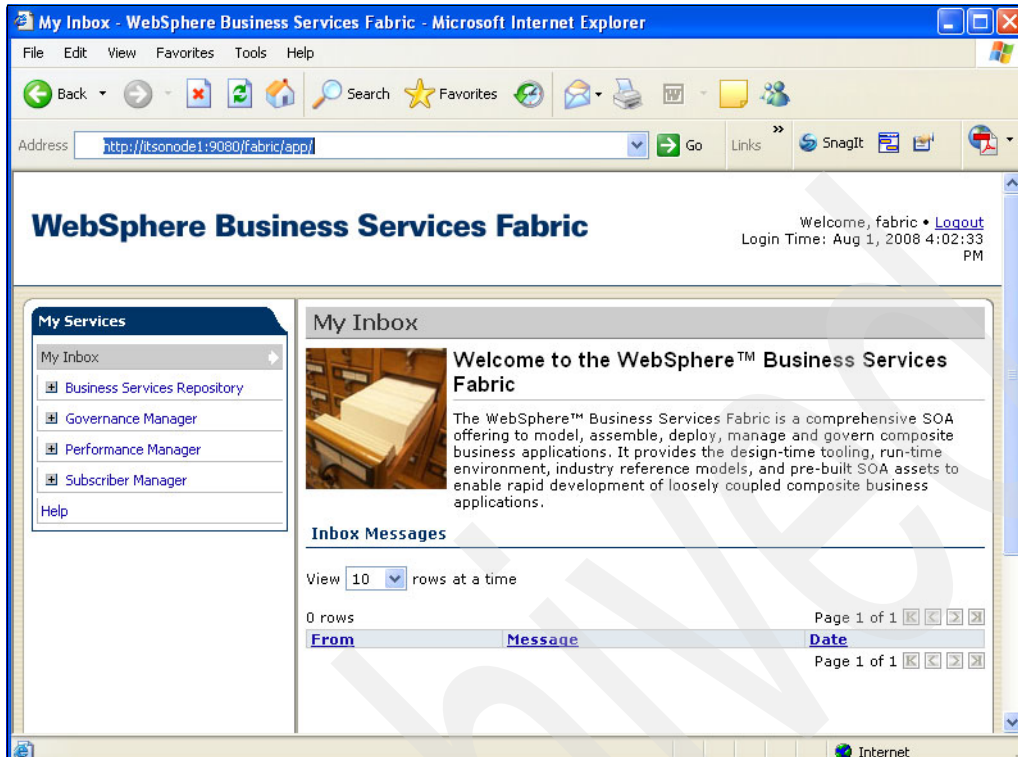 My Inbox - WebSphere Business Services Fabric - Microsoft Internet Explorer
File Edit View Favorites Tools Help
Back Search Favorites
Address http://itsonode1:9080/fabric/app/ Go Links » SnagIt
WebSphere Business Services Fabric
Welcome, fabric • Logout
Login Time: Aug 1, 2008 4:02:33
PM
My Services
My Inbox
Business Services Repository
Governance Manager
Performance Manager
Subscriber Manager
Help
My Inbox
Welcome to the WebSphere™ Business Services
Fabric
The WebSphere™ Business Services Fabric is a comprehensive SOA
offering to model, assemble, deploy, manage and govern composite
business applications. It provides the design-time tooling, run-time
environment, industry reference models, and pre-built SOA assets to
enable rapid development of loosely coupled composite business
applications.
Inbox Messages
View 10 rows at a time
0 rows Page 1 of 1
From Message Date
Page 1 of 1
Internet